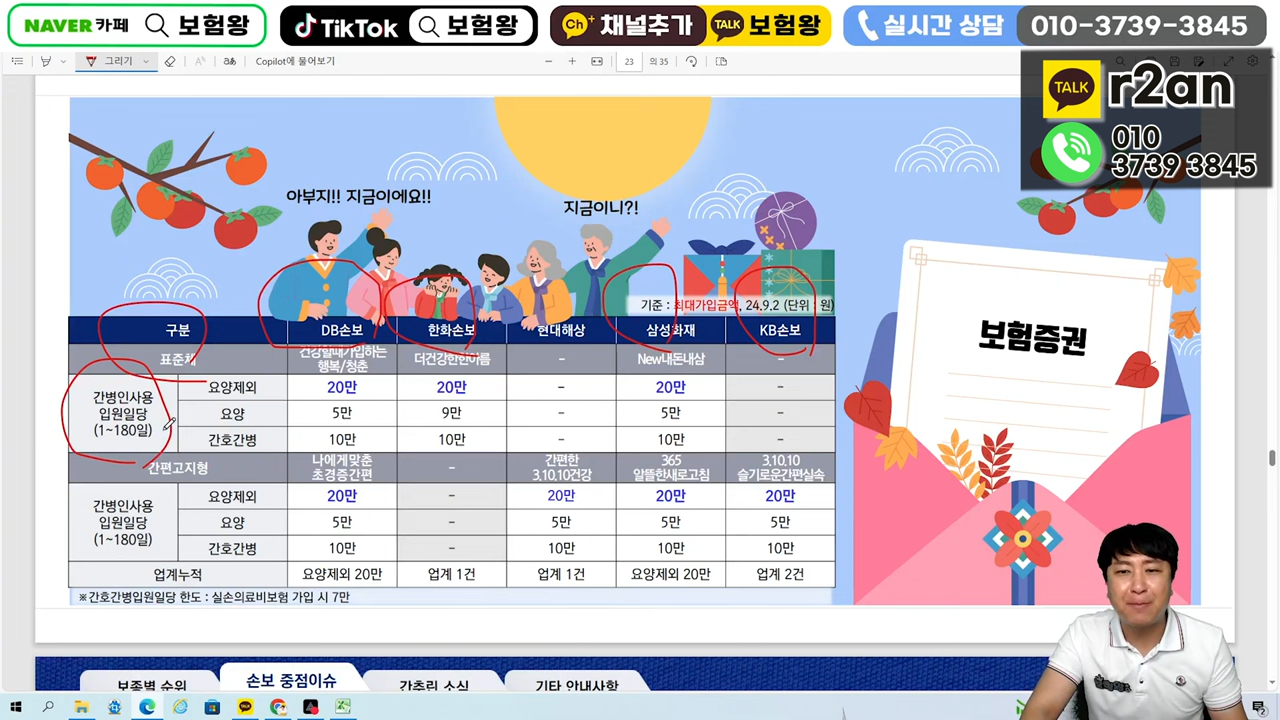 NAVER 카페 보험왕
TikTok 보험왕
Ch+ 채널추가 TALK 보험왕
실시간 상담 010-3739-3845
그리기
Copilot에 물어보기
23 의 35
TALK r2an
010
3739 3845
아부지!! 지금이에요!!
지금이니?!
기준 : 최대가입금액, 24.9.2 (단위 : 원)
구분 DB손보 한화손보 현대해상 삼성화재 KB손보
표준체 건강할때가입하는 행복/청춘 더건강한한아름 - New내돈내삼 -
간병인사용 입원일당 (1~180일)
요양제외 20만 20만 - 20만 -
요양 5만 9만 - 5만 -
간호간병 10만 10만 - 10만 -
간편고지형 나에게맞춘 초경증간편 - 간편한 3.10.10건강 365 알뜰한새로고침 3.10.10 슬기로운간편실속
간병인사용 입원일당 (1~180일)
요양제외 20만 - 20만 20만 20만
요양 5만 - 5만 5만 5만
간호간병 10만 - 10만 10만 10만
업계누적 요양제외 20만 업계 1건 업계 1건 요양제외 20만 업계 2건
※간호간병입원일당 한도 : 실손의료비보험 가입 시 7만
보험증권
보종별 순위 손보 중점이슈 간추린 소식 기타 안내사항